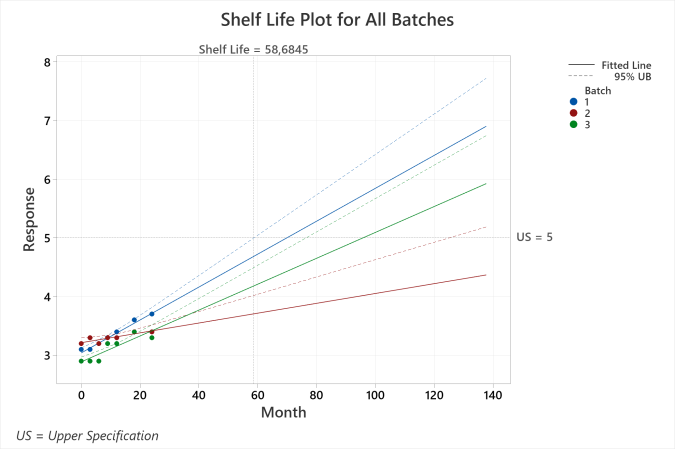 Shelf Life Plot for All Batches
Shelf Life = 58,6845
8
7
6
5
4
3
Response
0
20
40
60
80
100
120
140
Month
US = 5
Fitted Line
95% UB
Batch
1
2
3
US = Upper Specification